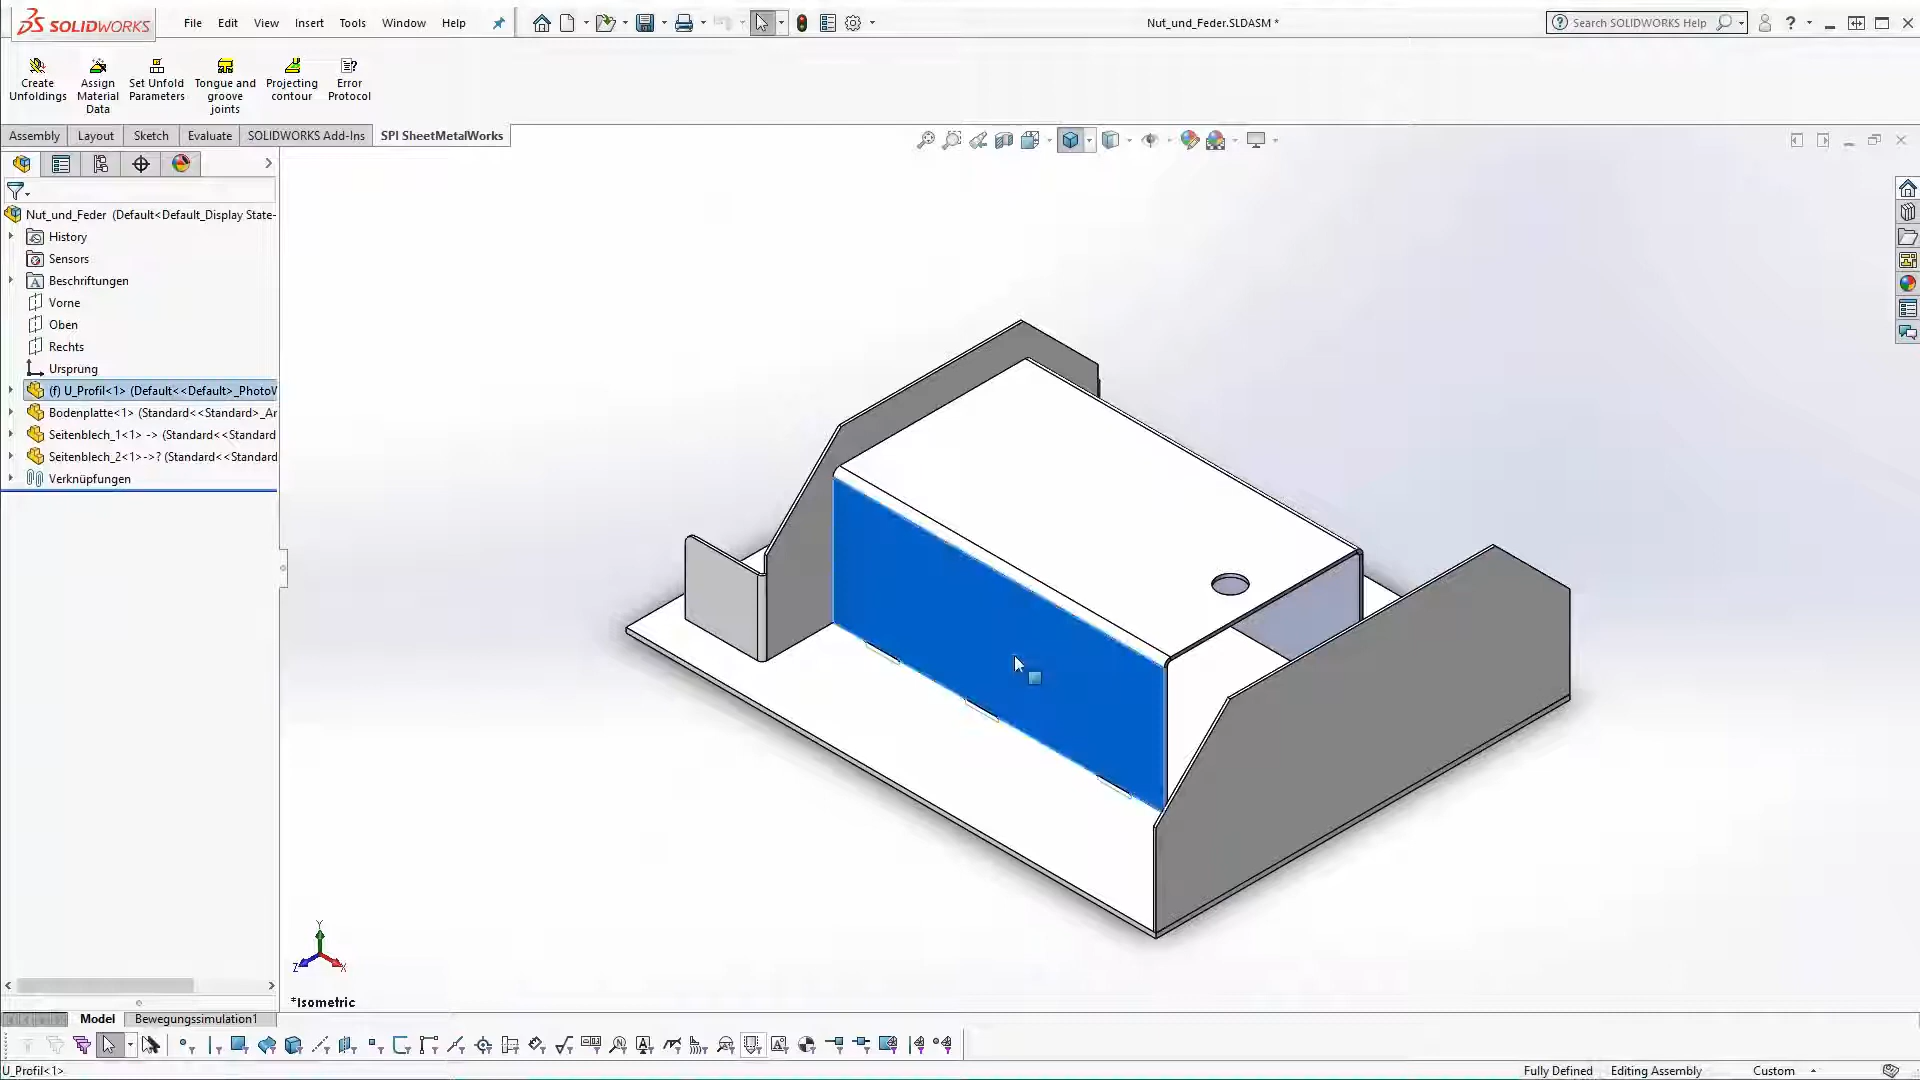 SOLIDWORKS
File Edit View Insert Tools Window Help
Nut_und_Feder.SLDASM *
Search SOLIDWORKS Help
Create Unfoldings
Assign Material Data
Set Unfold Parameters
Tongue and groove joints
Projecting contour
Error Protocol
Assembly Layout Sketch Evaluate SOLIDWORKS Add-Ins SPI SheetMetalWorks
Nut_und_Feder (Default<Default_Display State-
History
Sensors
Beschriftungen
Vorne
Oben
Rechts
Ursprung
(f) U_Profil<1> (Default<<Default>_PhotoV
Bodenplatte<1> (Standard<<Standard>_Ar
Seitenblech_1<1> -> (Standard<<Standard
Seitenblech_2<1>->? (Standard<<Standard
Verknüpfungen
Y
Z
X
*Isometric
Model Bewegungssimulation1
U_Profil<1>
Fully Defined Editing Assembly Custom